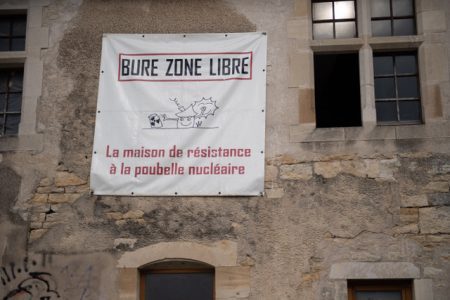 BURE ZONE LIBRE
La maison de résistance
à la poubelle nucléaire